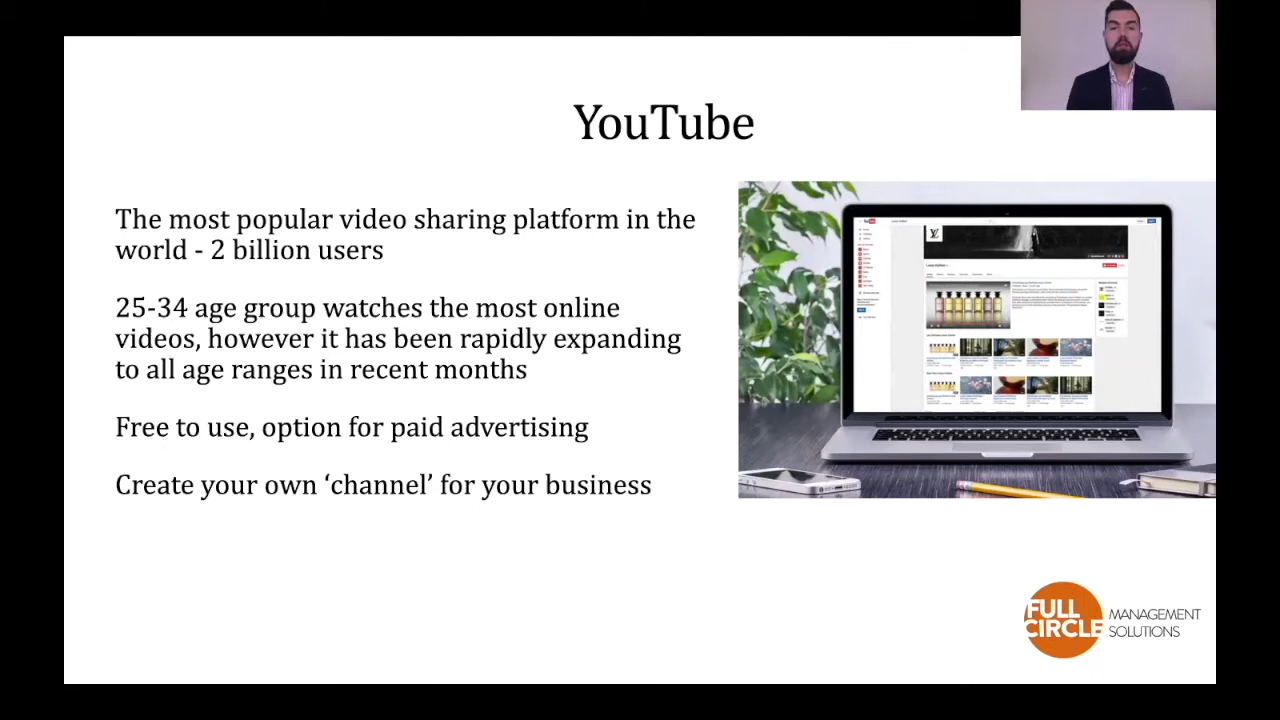 YouTube
The most popular video sharing platform in the
world - 2 billion users
25-34 age group watches the most online
videos, however it has been rapidly expanding
to all age ranges in recent months
Free to use, option for paid advertising
Create your own ‘channel’ for your business
FULL
CIRCLE
MANAGEMENT
SOLUTIONS